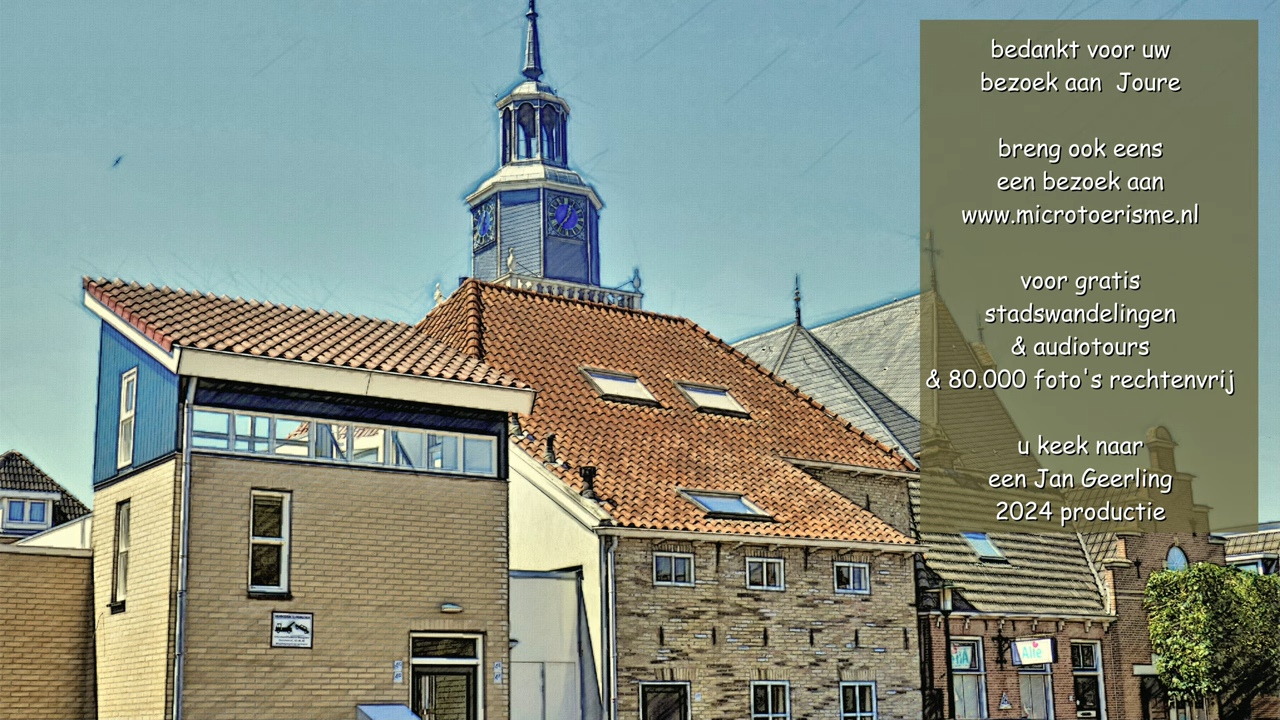 bedankt voor uw
bezoek aan Joure
breng ook eens
een bezoek aan
www.microtoerisme.nl
voor gratis
stadswandelingen
& audiotours
& 80.000 foto's rechtenvrij
u keek naar
een Jan Geerling
2024 productie